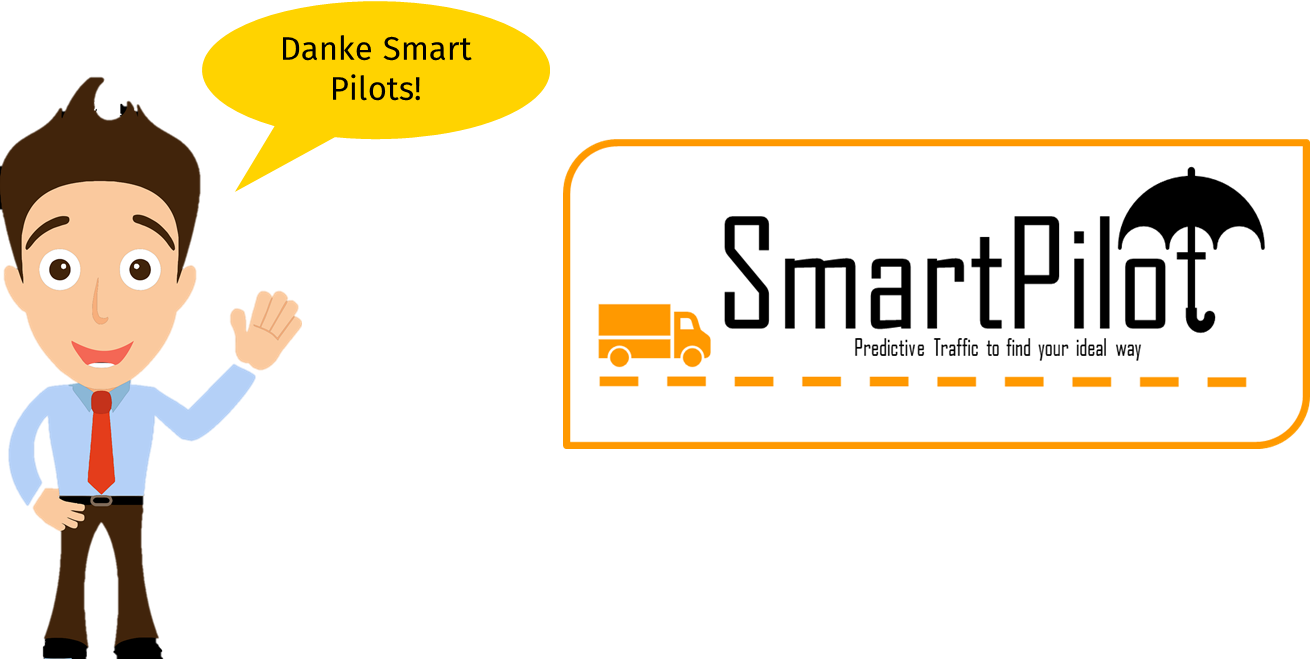 Danke Smart
Pilots!
SmartPilot
Predictive Traffic to find your ideal way